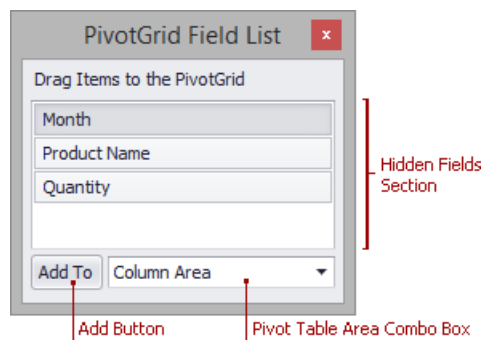 PivotGrid Field List
x
Drag Items to the PivotGrid
Month
Product Name
Quantity
Hidden Fields
Section
Add To
Column Area
Add Button
Pivot Table Area Combo Box